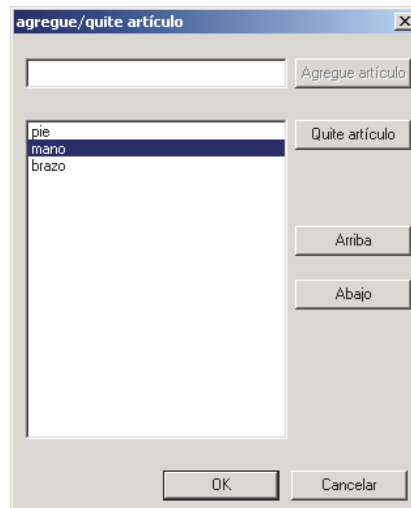 agregue/quite artículo
Agregue artículo
pie
mano
brazo
Quite artículo
Arriba
Abajo
OK
Cancelar